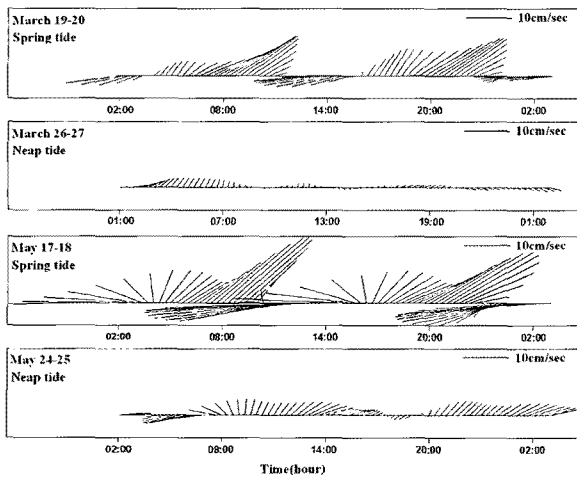 March 19-20
10cm/sec
Spring tide
02:00 08:00 14:00 20:00 02:00
March 26-27
10cm/sec
Neap tide
01:00 07:00 13:00 19:00 01:00
May 17-18
10cm/sec
Spring tide
02:00 08:00 14:00 20:00 02:00
May 24-25
10cm/sec
Neap tide
02:00 08:00 14:00 20:00 02:00
Time(hour)